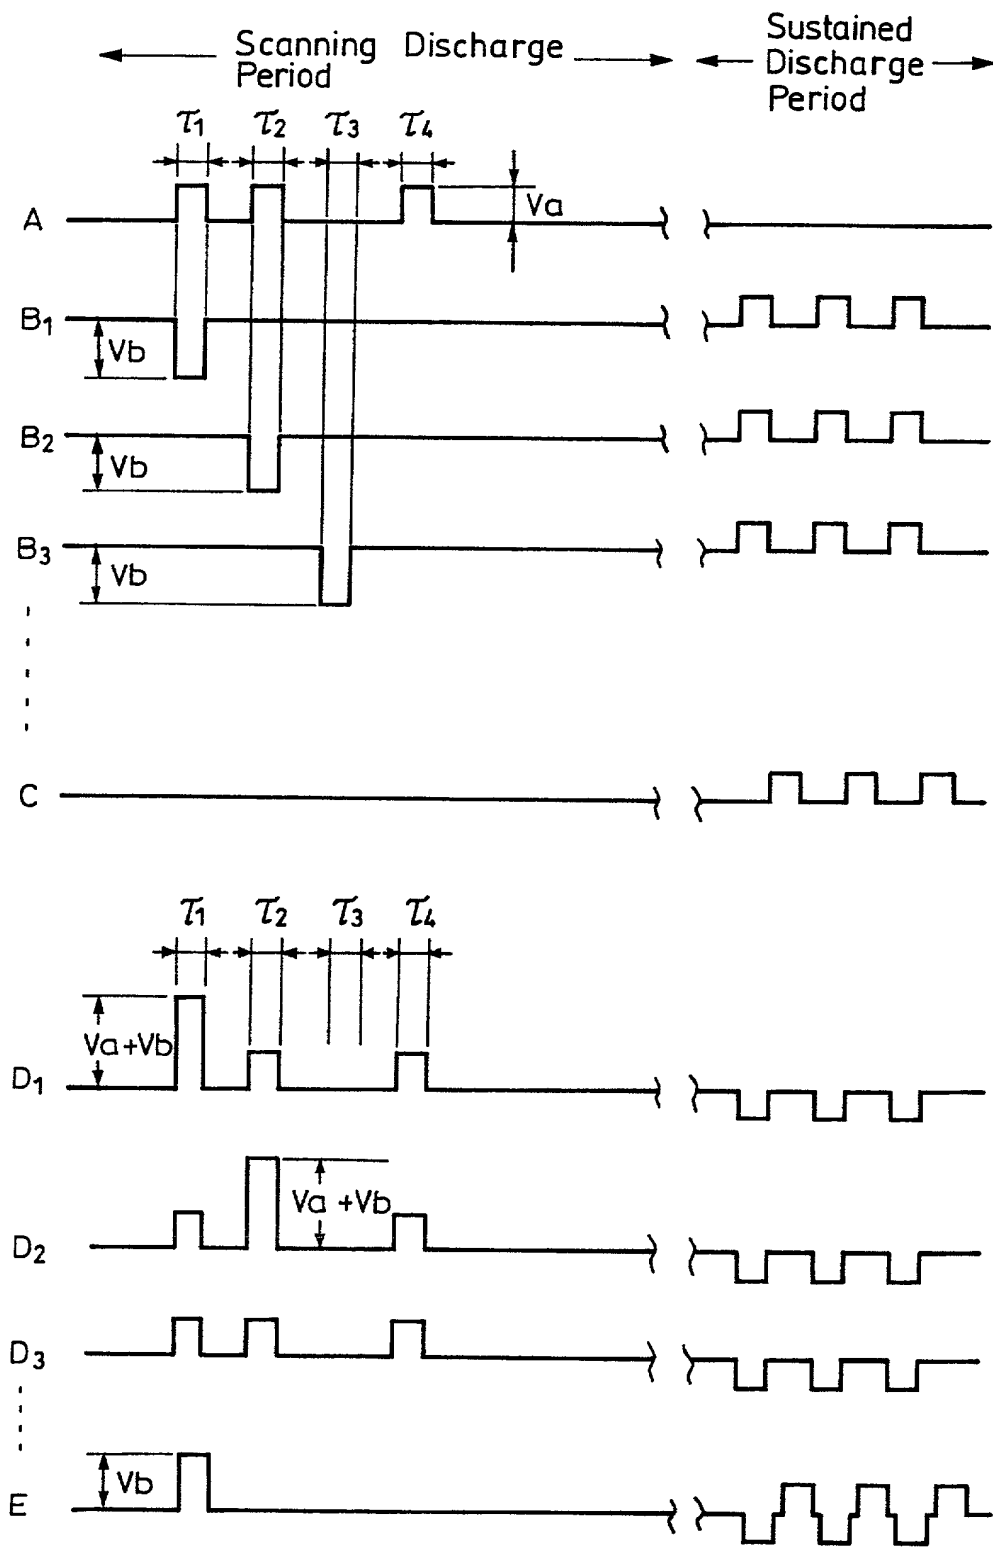 Scanning Discharge
Period
Sustained
Discharge
Period
τ1 τ2 τ3 τ4
A
Va
B1
Vb
B2
Vb
B3
Vb
C
τ1 τ2 τ3 τ4
Va+Vb
D1
Va+Vb
D2
D3
Vb
E